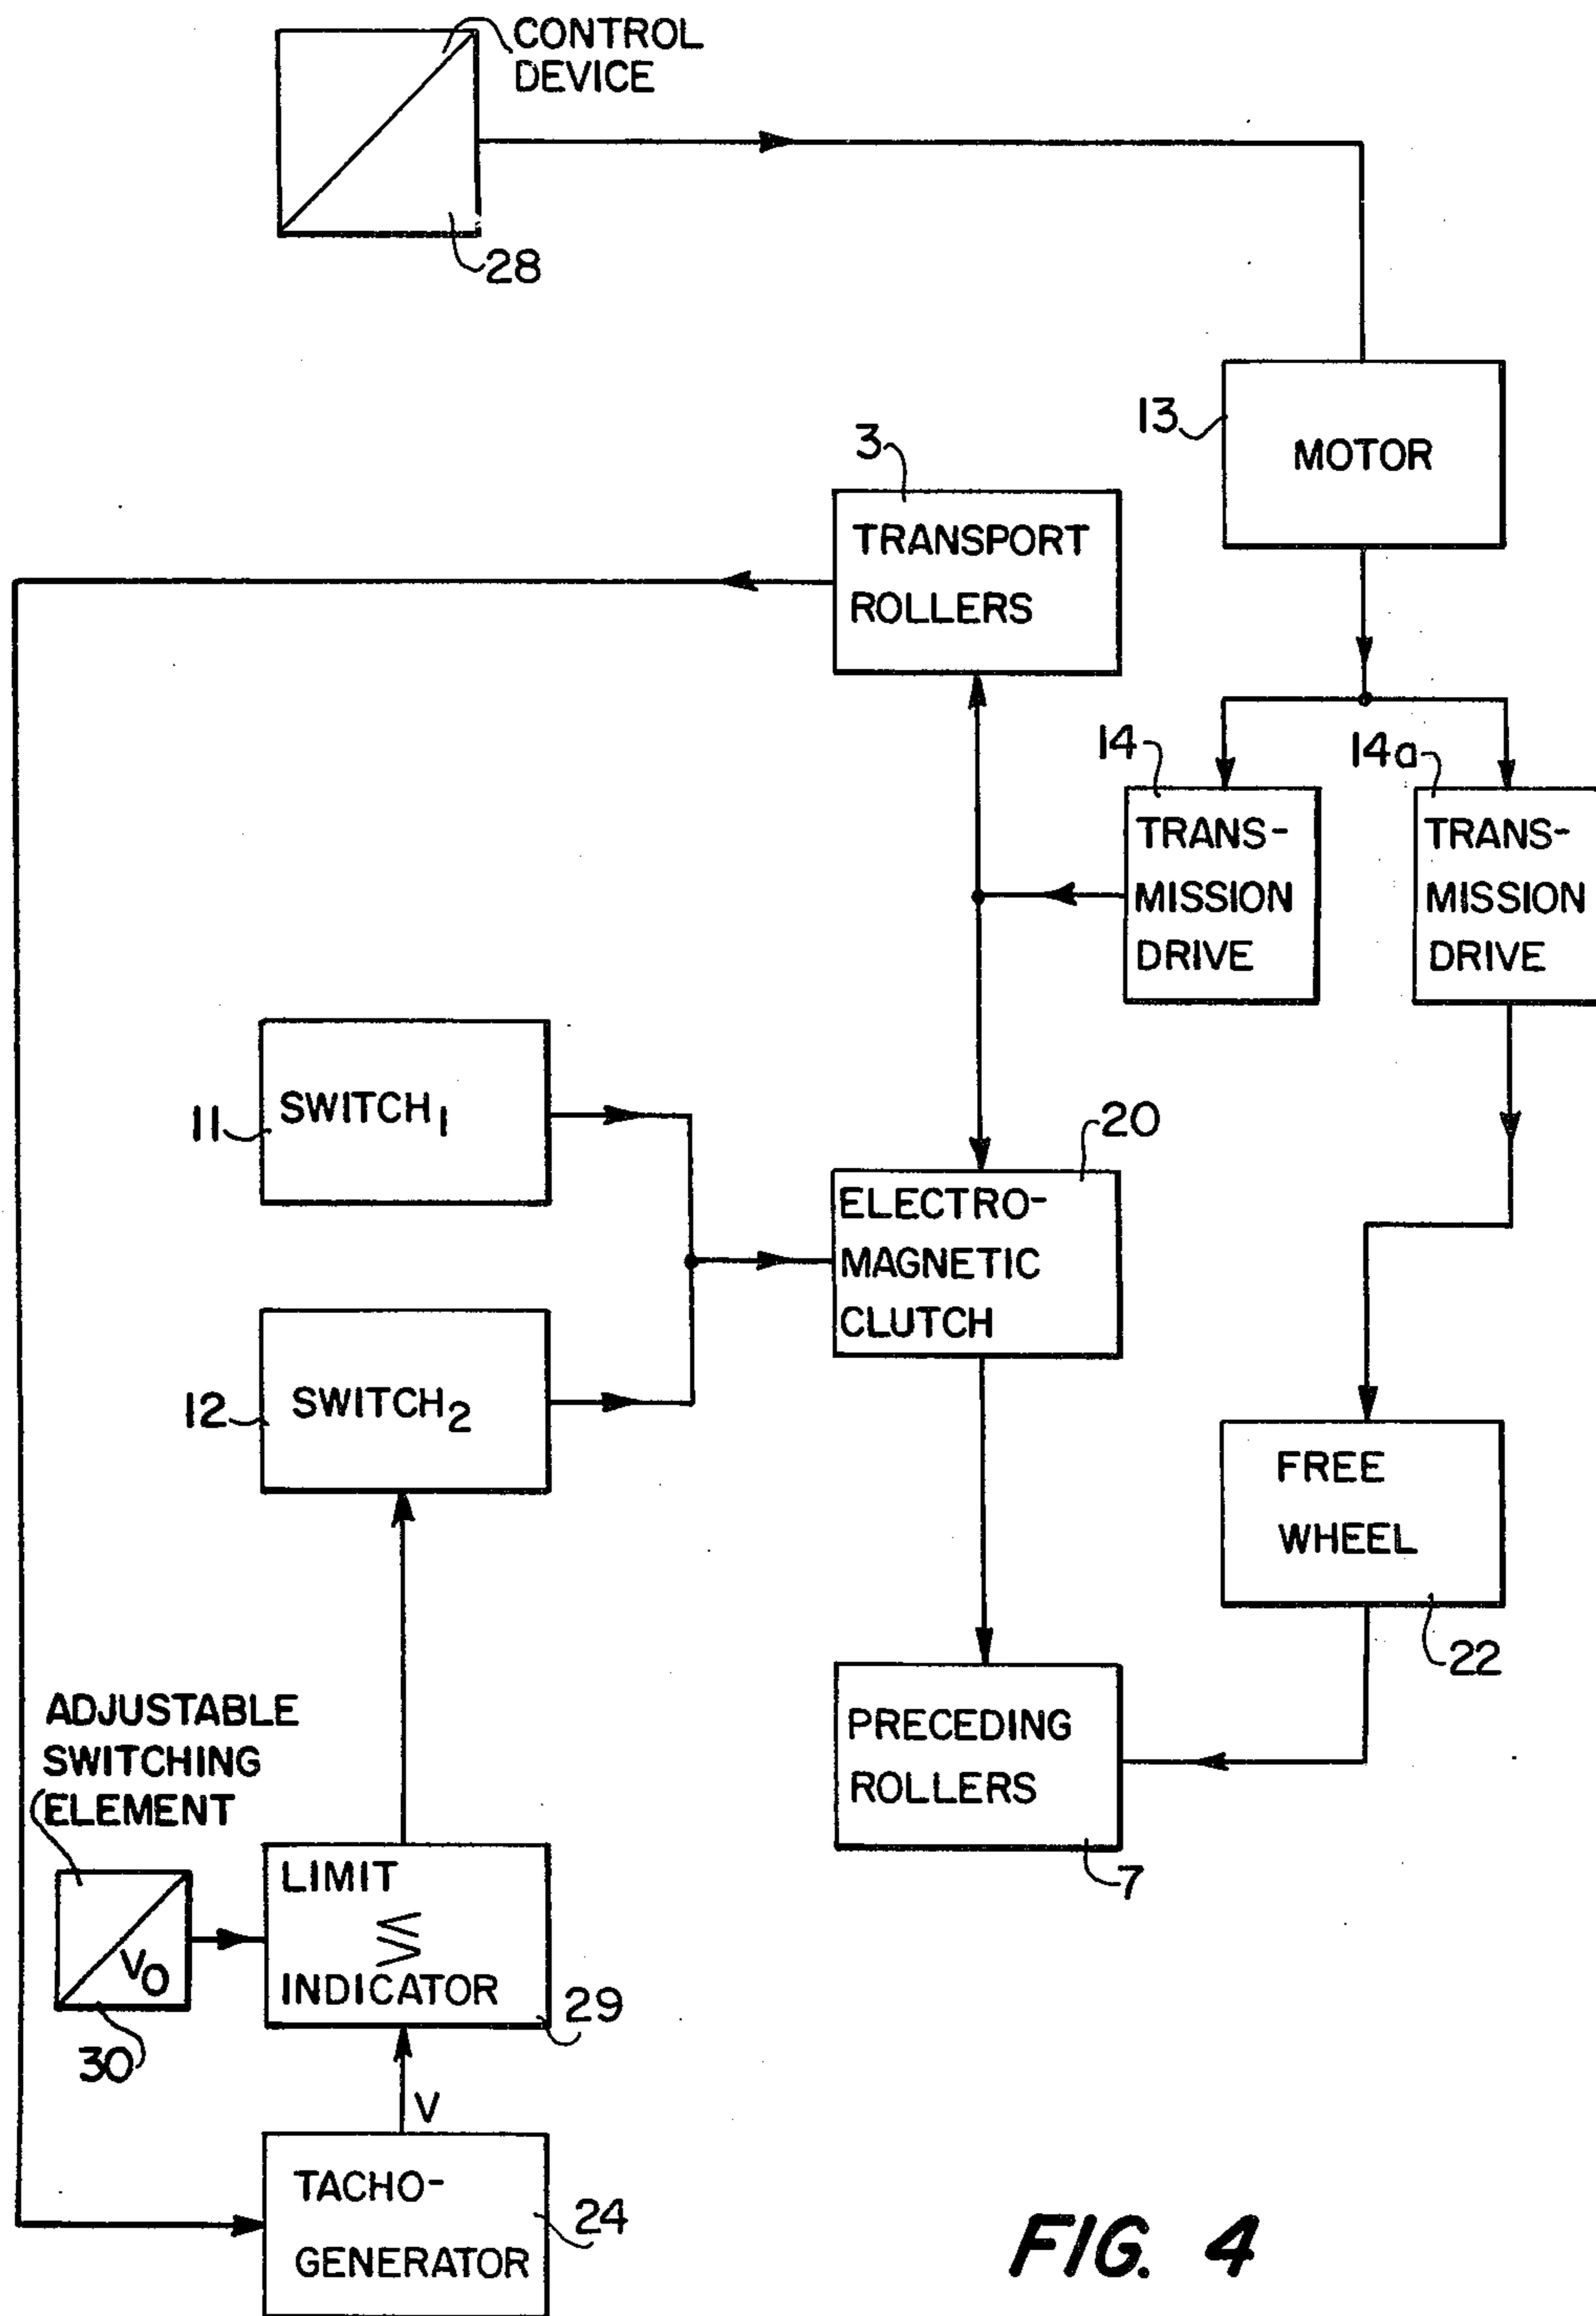 CONTROL
DEVICE
28
13
MOTOR
3
TRANSPORT
ROLLERS
14
TRANS-
MISSION
DRIVE
14a
TRANS-
MISSION
DRIVE
11
SWITCH1
20
ELECTRO-
MAGNETIC
CLUTCH
12
SWITCH2
FREE
WHEEL
22
PRECEDING
ROLLERS
7
ADJUSTABLE
SWITCHING
ELEMENT
VO
30
LIMIT
≤
INDICATOR
29
V
TACHO-
GENERATOR
24
FIG. 4